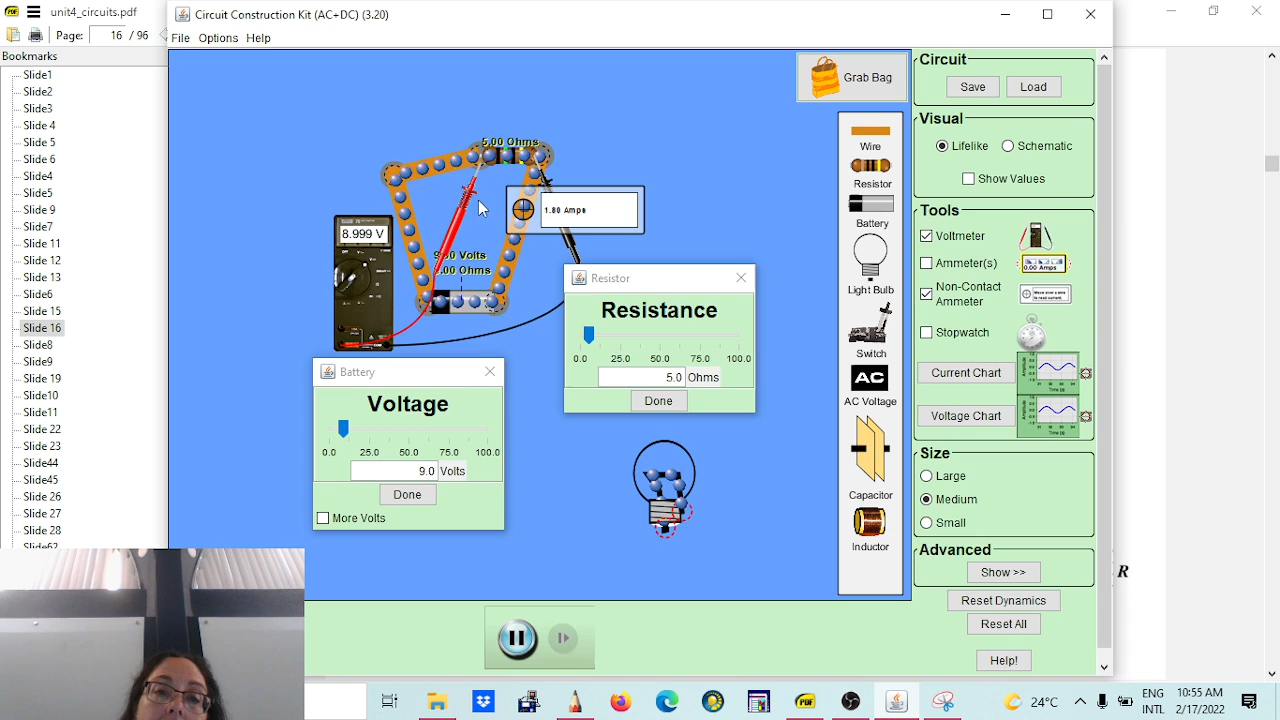 unit4_circuits.pdf
Page: 16 / 96
Bookmarks
Slide1
Slide2
Slide3
Slide 4
Slide 5
Slide 6
Slide4
Slide5
Slide9
Slide7
Slide 11
Slide 12
Slide 13
Slide6
Slide 15
Slide 16
Slide8
Slide9
Slide 19
Slide10
Slide11
Slide 22
Slide 23
Slide44
Slide45
Slide 26
Slide 27
Slide 28
Slide62
Circuit Construction Kit (AC+DC) (3.20)
File Options Help
Grab Bag
5.00 Ohms
1.80 Amps
8.999 V
Wire
Resistor
Battery
Light Bulb
Switch
AC
AC Voltage
Capacitor
Inductor
Resistor
Resistance
0.0 25.0 50.0 75.0 100.0
5.0 Ohms
Done
Battery
Voltage
0.0 25.0 50.0 75.0 100.0
9.0 Volts
Done
More Volts
Circuit
Save Load
Visual
Lifelike Schematic
Show Values
Tools
Voltmeter
Ammeter(s)
0.00 Amps
Non-Contact
Ammeter
Stopwatch
Current Chart
Voltage Chart
Size
Large
Medium
Small
Advanced
Show >>
Reset Dynamics
Reset All
Help!
R
24°C
ENG
INTL
10:55 AM
2/17/2022